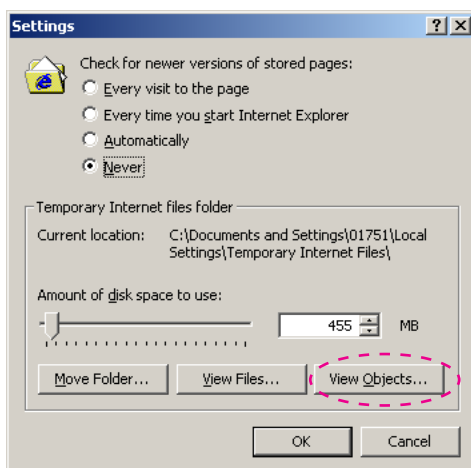 Settings
Check for newer versions of stored pages:
Every visit to the page
Every time you start Internet Explorer
Automatically
Never
Temporary Internet files folder
Current location: C:\Documents and Settings\01751\Local
Settings\Temporary Internet Files\
Amount of disk space to use:
455 MB
Move Folder... View Files... View Objects...
OK Cancel